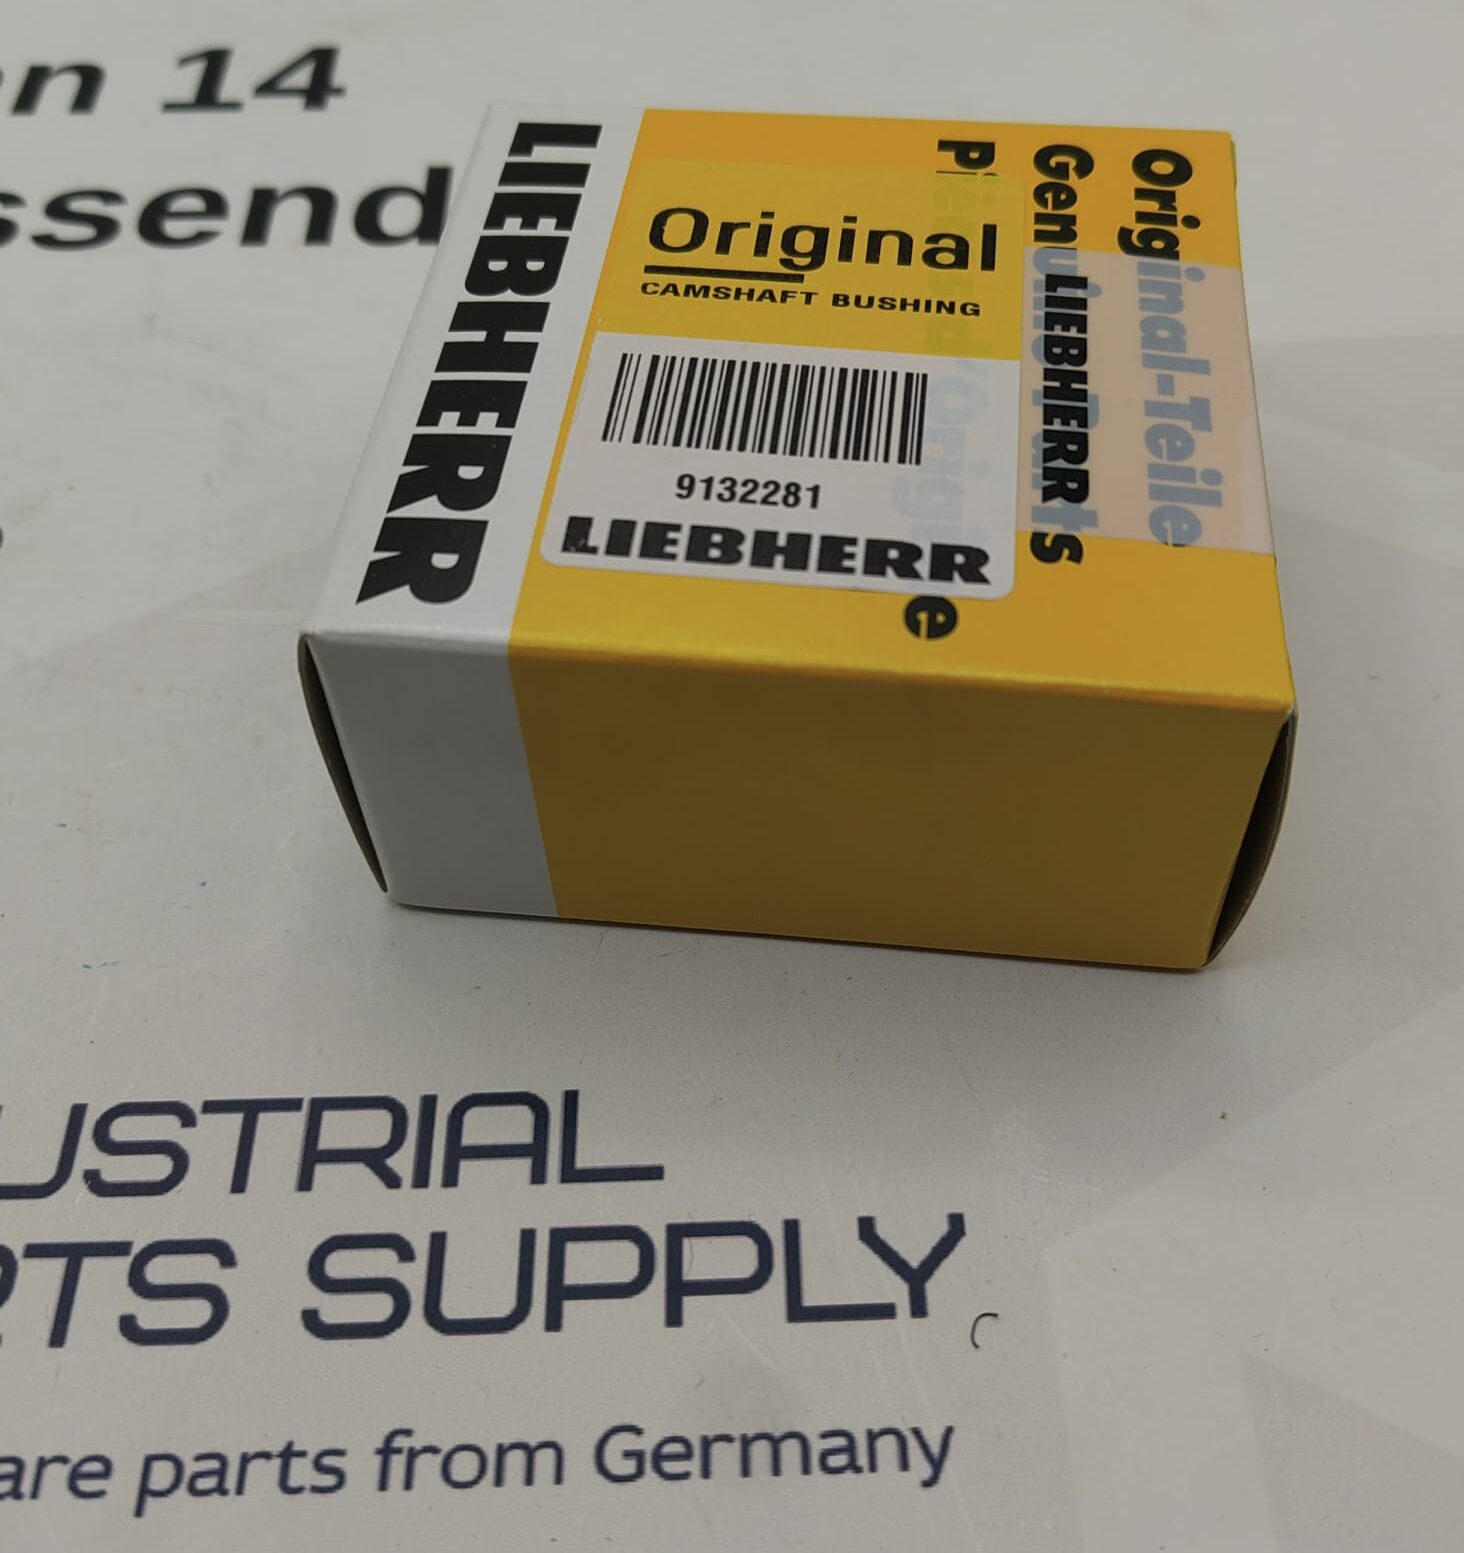 n 14
ssend
LIEBHERR
Original
CAMSHAFT BUSHING
9132281
LIEBHERR
Original-Teile
Genuine Parts
LIEBHERR
Pièces d'Origine
USTRIAL
RTS SUPPLY
are parts from Germany